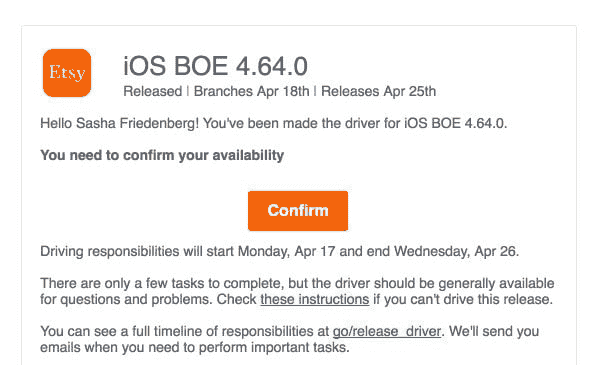 Etsy
iOS BOE 4.64.0
Released | Branches Apr 18th | Releases Apr 25th
Hello Sasha Friedenberg! You've been made the driver for iOS BOE 4.64.0.
You need to confirm your availability
Confirm
Driving responsibilities will start Monday, Apr 17 and end Wednesday, Apr 26.
There are only a few tasks to complete, but the driver should be generally available
for questions and problems. Check these instructions if you can't drive this release.
You can see a full timeline of responsibilities at go/release_driver. We'll send you
emails when you need to perform important tasks.